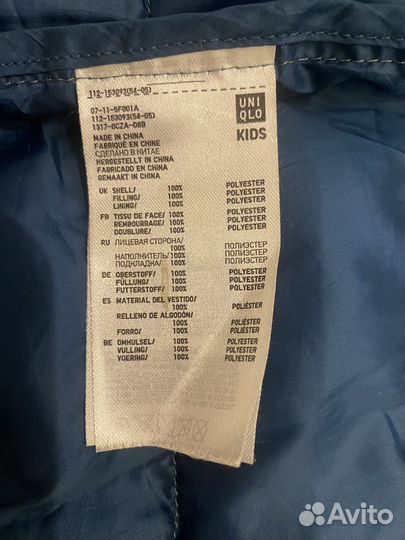 112-153093(54-05)
07-11-5F001A
112-153093(54-05)
1317-0CZA-D8B
MADE IN CHINA
FABRIQUÉ EN CHINE
СДЕЛАНО В КИТАЕ
HERGESTELLT IN CHINA
FABRICADO EN CHINA
GEMAAKT IN CHINA
UNI
QLO
KIDS
UK SHELL/ 100% POLYESTER
FILLING/ 100% POLYESTER
LINING/ 100% POLYESTER
FR TISSU DE FACE/ 100% POLYESTER
REMBOURRAGE/ 100% POLYESTER
DOUBLURE/ 100% POLYESTER
RU ЛИЦЕВАЯ СТОРОНА/ 100% ПОЛИЭСТЕР
НАПОЛНИТЕЛЬ/ 100% ПОЛИЭСТЕР
ПОДКЛАДКА/ 100% ПОЛИЭСТЕР
DE OBERSTOFF/ 100% POLYESTER
FÜLLUNG/ 100% POLYESTER
FUTTERSTOFF/ 100% POLYESTER
ES MATERIAL DEL VESTIDO/ 100% POLIÉSTER
RELLENO DE ALGODÓN/ 100% POLIÉSTER
FORRO/ 100% POLIÉSTER
BE OMHULSEL/ 100% POLYESTER
VULLING/ 100% POLYESTER
VOERING/ 100% POLYESTER
Avito